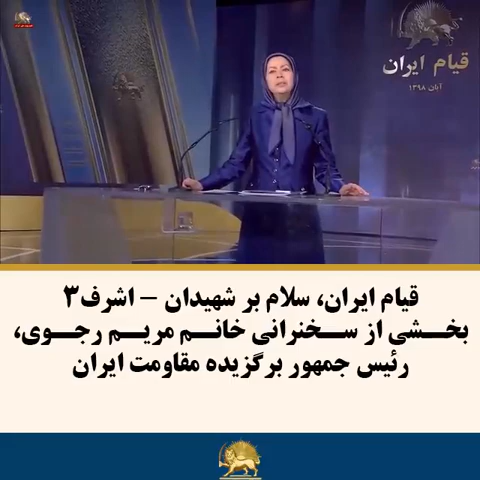 قیام ایران
آبان ۱۳۹۸
قیام ایران، سلام بر شهیدان – اشرف۳
بخشی از سخنرانی خانم مریم رجوی،
رئیس جمهور برگزیده مقاومت ایران